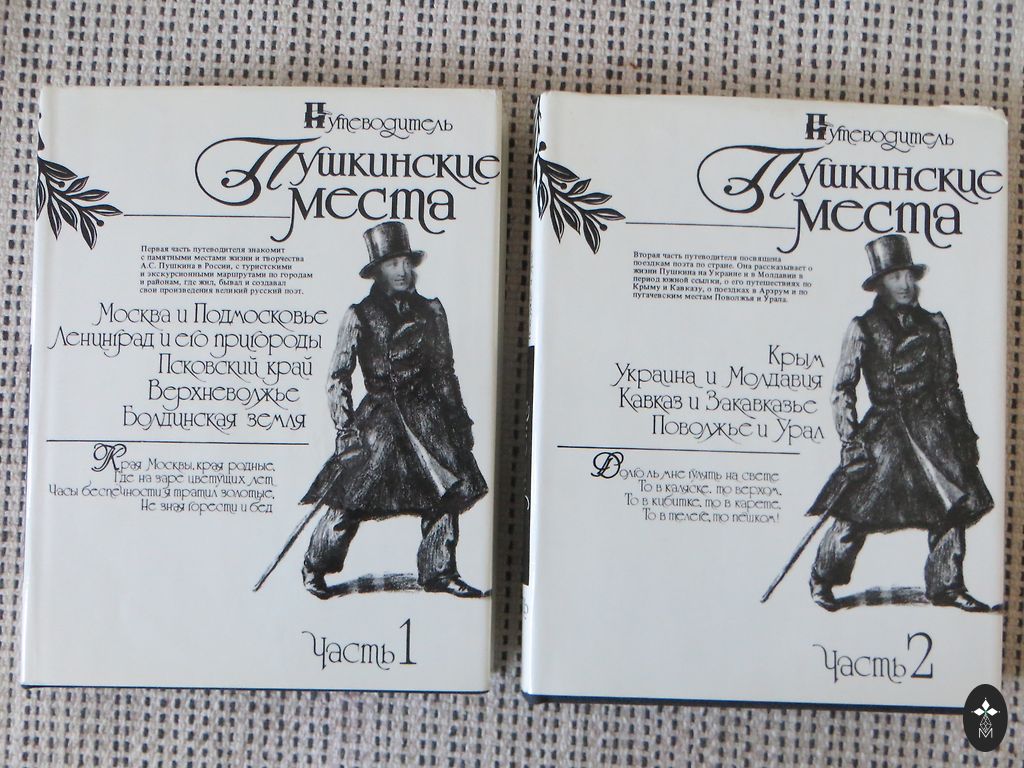 Путеводитель
Пушкинские
места
Первая часть путеводителя знакомит
с памятными местами жизни и творчества
А.С. Пушкина в России, с туристскими
и экскурсионными маршрутами по городам
и районам, где жил, бывал и создавал
свои произведения великий русский поэт.
Москва и Подмосковье
Ленинград и его пригороды
Псковский край
Верхневолжье
Болдинская земля
Края Москвы, края родные,
Где на заре цветущих лет
Часы беспечности я тратил золотые,
Не зная горести и бед
Часть 1
Путеводитель
Пушкинские
места
Вторая часть путеводителя посвящена
поездкам поэта по стране. Она рассказывает о
жизни Пушкина на Украине и в Молдавии в
период южной ссылки, о его путешествиях по
Крыму и Кавказу, о поездках в Арзрум и по
пугачевским местам Поволжья и Урала.
Крым
Украина и Молдавия
Кавказ и Закавказье
Поволжье и Урал
Долго ль мне гулять на свете
То в каляске, то верхом,
То в кибитке, то в карете,
То в телеге, то пешком!
Часть 2
М